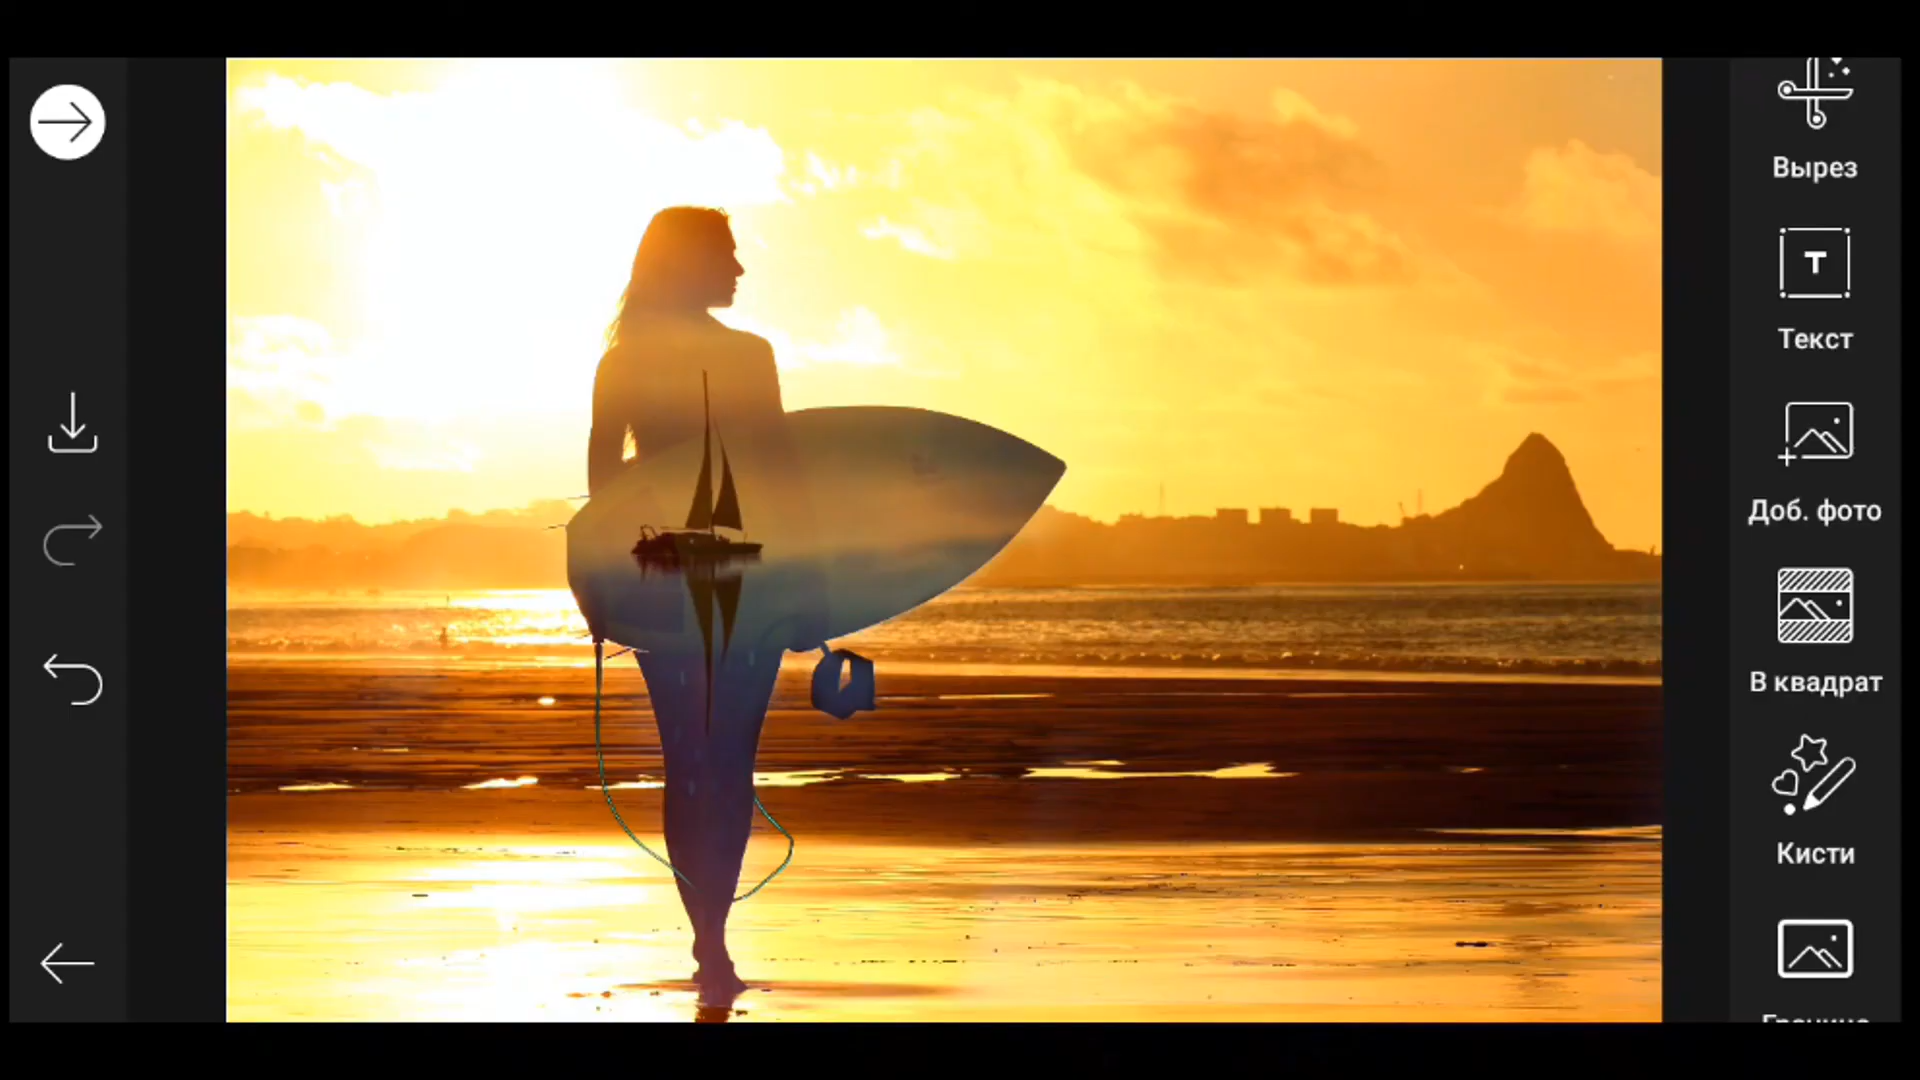 Вырез
T
Текст
Доб. фото
В квадрат
Кисти